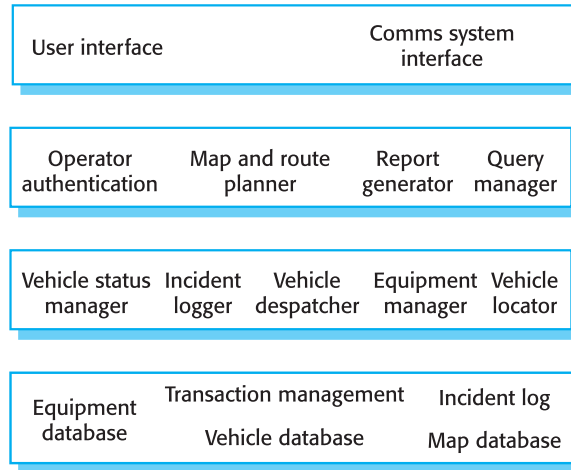 User interface
Comms system
interface
Operator
authentication
Map and route
planner
Report
generator
Query
manager
Vehicle status
manager
Incident
logger
Vehicle
despatcher
Equipment
manager
Vehicle
locator
Equipment
database
Transaction management
Vehicle database
Incident log
Map database